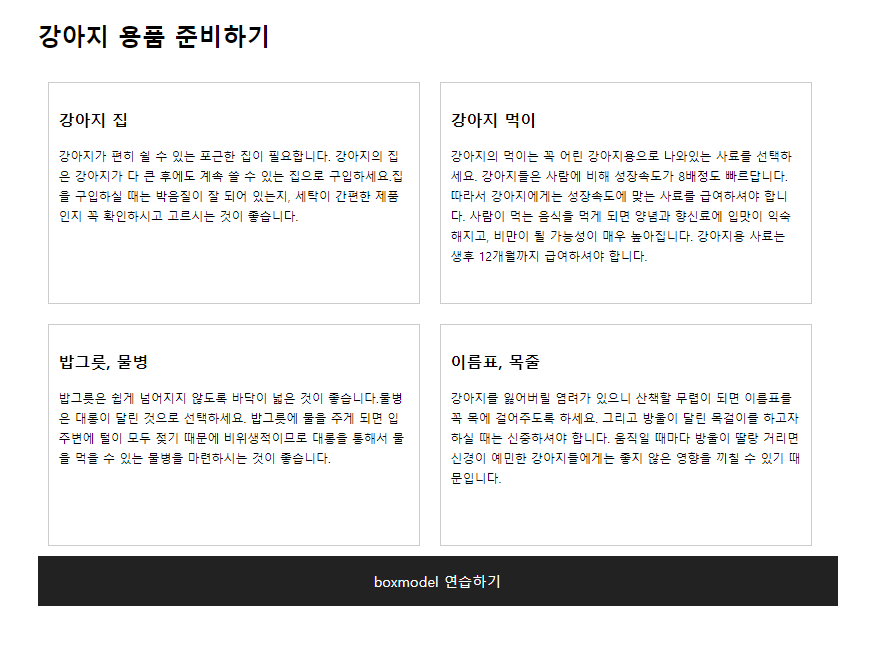 강아지 용품 준비하기
강아지 집
강아지가 편히 쉴 수 있는 포근한 집이 필요합니다. 강아지의 집
은 강아지가 다 큰 후에도 계속 쓸 수 있는 집으로 구입하세요.집
을 구입하실 때는 박음질이 잘 되어 있는지, 세탁이 간편한 제품
인지 꼭 확인하시고 고르시는 것이 좋습니다.
강아지 먹이
강아지의 먹이는 꼭 어린 강아지용으로 나와있는 사료를 선택하
세요. 강아지들은 사람에 비해 성장속도가 8배정도 빠르답니다.
따라서 강아지에게는 성장속도에 맞는 사료를 급여하셔야 합니
다. 사람이 먹는 음식을 먹게 되면 양념과 향신료에 입맛이 익숙
해지고, 비만이 될 가능성이 매우 높아집니다. 강아지용 사료는
생후 12개월까지 급여하셔야 합니다.
밥그릇, 물병
밥그릇은 쉽게 넘어지지 않도록 바닥이 넓은 것이 좋습니다.물병
은 대롱이 달린 것으로 선택하세요. 밥그릇에 물을 주게 되면 입
주변에 털이 모두 젖기 때문에 비위생적이므로 대롱을 통해서 물
을 먹을 수 있는 물병을 마련하시는 것이 좋습니다.
이름표, 목줄
강아지를 잃어버릴 염려가 있으니 산책할 무렵이 되면 이름표를
꼭 목에 걸어주도록 하세요. 그리고 방울이 달린 목걸이를 하고자
하실 때는 신중하셔야 합니다. 움직일 때마다 방울이 딸랑 거리면
신경이 예민한 강아지들에게는 좋지 않은 영향을 끼칠 수 있기 때
문입니다.
boxmodel 연습하기